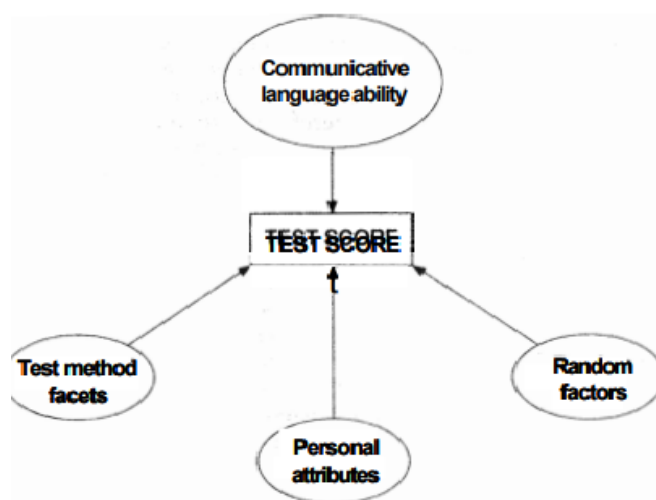 Communicative
language ability
TEST SCORE
Test method
facets
Random
factors
Personal
attributes